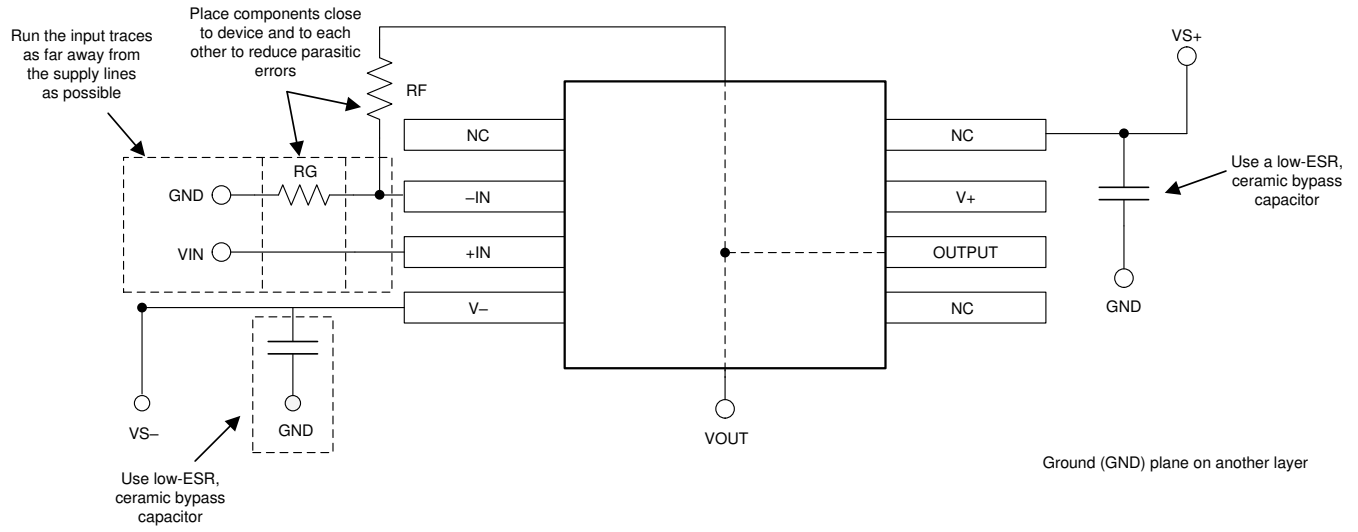 Place components close
to device and to each
other to reduce parasitic
errors
Run the input traces
as far away from
the supply lines
as possible
VS+
RF
NC
NC
RG
Use a low-ESR,
ceramic bypass
capacitor
GND
–IN
V+
VIN
+IN
OUTPUT
GND
V–
NC
VS–
GND
VOUT
Use low-ESR,
ceramic bypass
capacitor
Ground (GND) plane on another layer